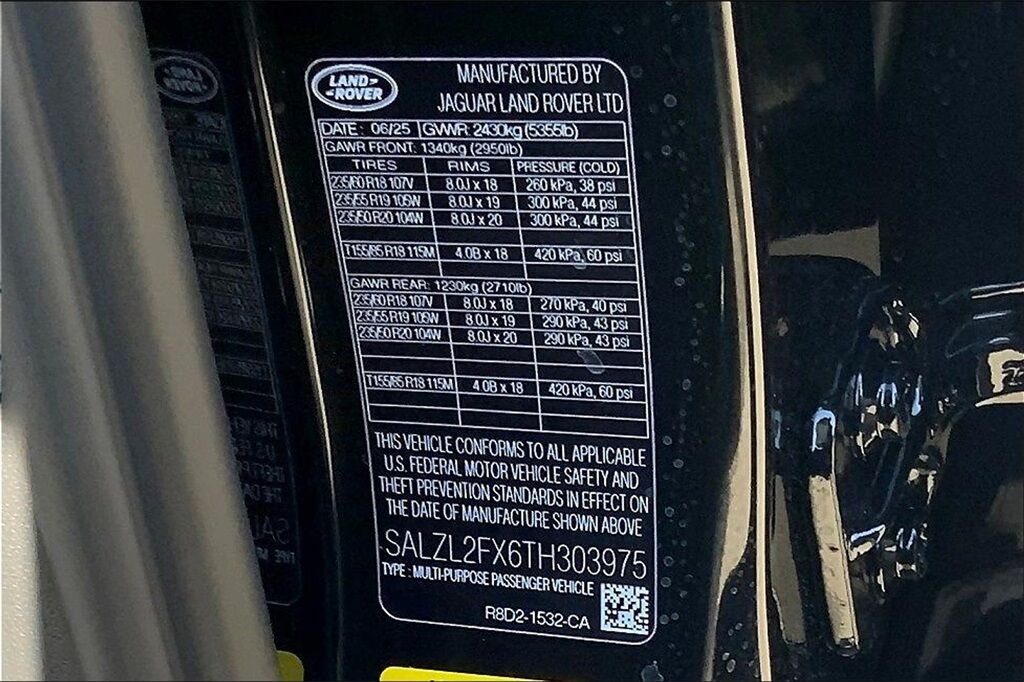 LAND-
-ROVER
MANUFACTURED BY
JAGUAR LAND ROVER LTD
DATE: 06/25 GVWR: 2430kg (5355lb)
GAWR FRONT: 1340kg (2950lb)
TIRES RIMS PRESSURE (COLD)
235/60 R18 107V 8.0J x 18 260 kPa, 38 psi
235/55 R19 105W 8.0J x 19 300 kPa, 44 psi
235/50 R20 104W 8.0J x 20 300 kPa, 44 psi
T155/85 R18 115M 4.0B x 18 420 kPa, 60 psi
GAWR REAR: 1230kg (2710lb)
235/60 R18 107V 8.0J x 18 270 kPa, 40 psi
235/55 R19 105W 8.0J x 19 290 kPa, 43 psi
235/50 R20 104W 8.0J x 20 290 kPa, 43 psi
T155/85 R18 115M 4.0B x 18 420 kPa, 60 psi
THIS VEHICLE CONFORMS TO ALL APPLICABLE
U.S. FEDERAL MOTOR VEHICLE SAFETY AND
THEFT PREVENTION STANDARDS IN EFFECT ON
THE DATE OF MANUFACTURE SHOWN ABOVE
SALZL2FX6TH303975
TYPE : MULTI-PURPOSE PASSENGER VEHICLE
R8D2-1532-CA